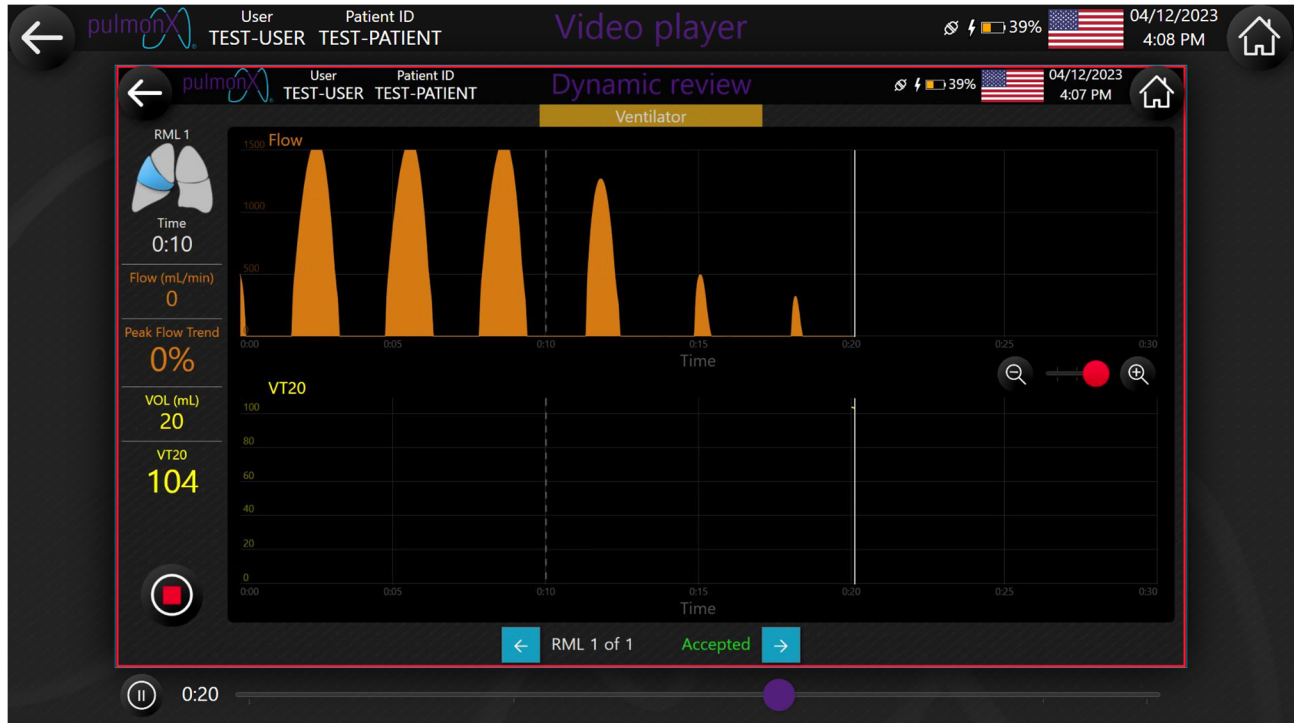 pulmonX
User
TEST-USER
Patient ID
TEST-PATIENT
Video player
39%
04/12/2023
4:08 PM
pulmonX
User
TEST-USER
Patient ID
TEST-PATIENT
Dynamic review
39%
04/12/2023
4:07 PM
Ventilator
RML 1
Time
0:10
Flow (mL/min)
0
Peak Flow Trend
0%
VOL (mL)
20
VT20
104
Flow
1500
1000
500
0
0:00 0:05 0:10 0:15 0:20 0:25 0:30
Time
VT20
100
80
60
40
20
0
0:00 0:05 0:10 0:15 0:20 0:25 0:30
Time
RML 1 of 1 Accepted
0:20